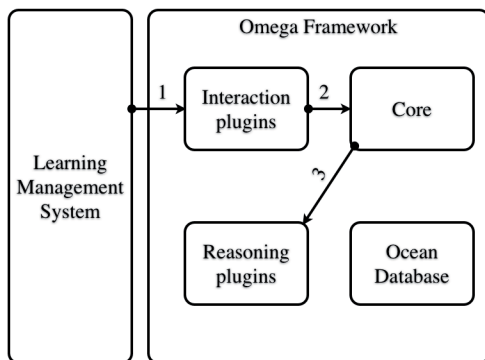 Omega Framework
1
Interaction
plugins
2
Core
Learning
Management
System
3
Reasoning
plugins
Ocean
Database